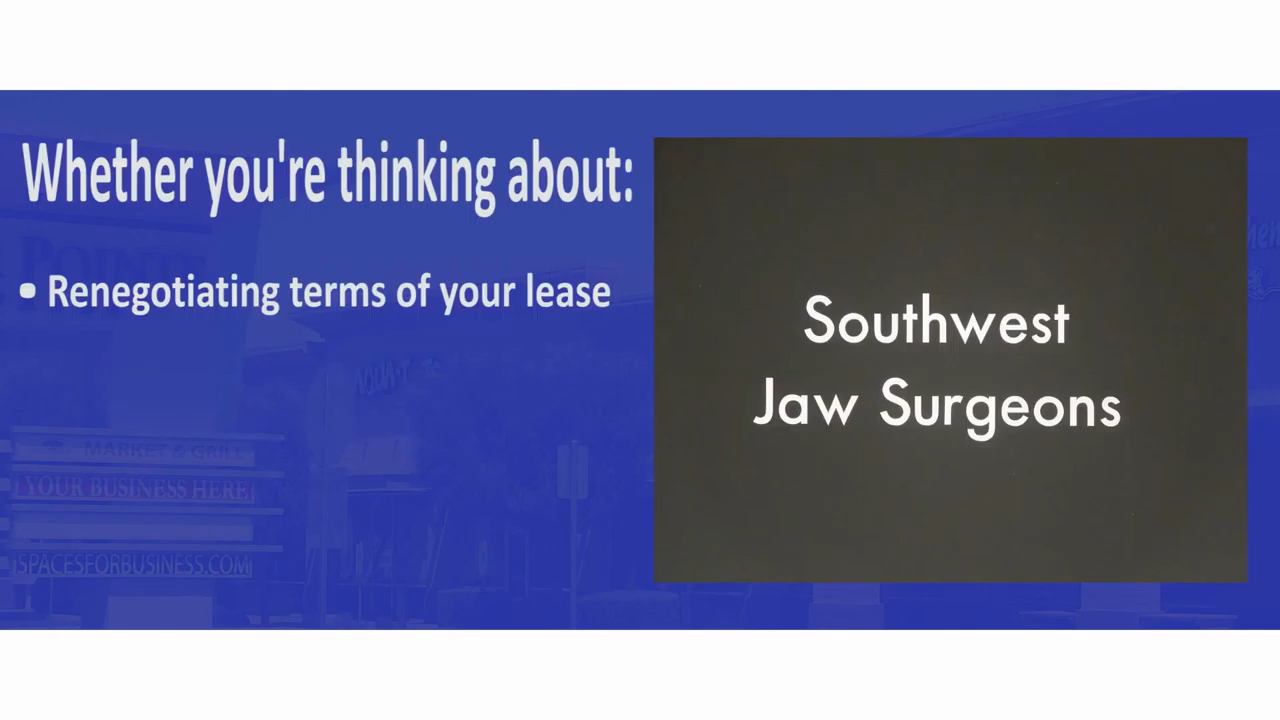 Whether you're thinking about:
• Renegotiating terms of your lease
Southwest
Jaw Surgeons
POINTE
MARKET & GRILL
YOUR BUSINESS HERE
SPACESFORBUSINESS.COM